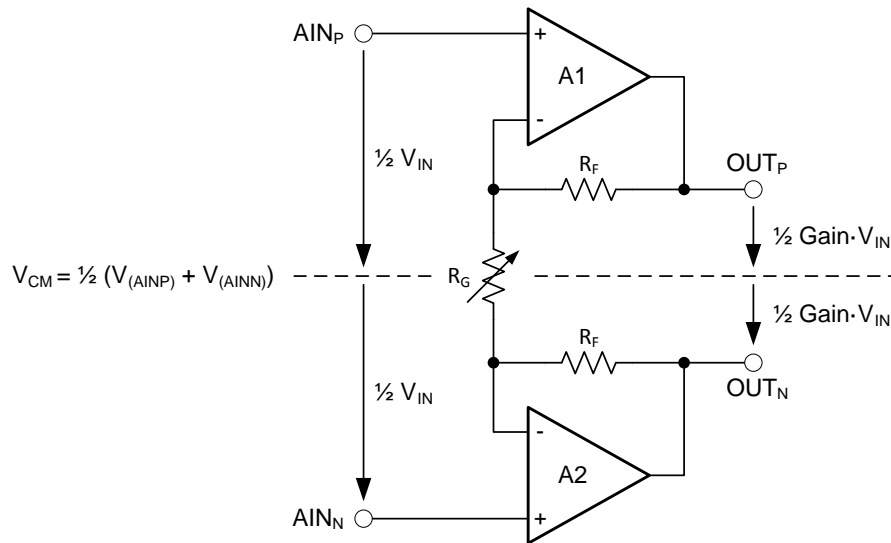 AINP
+
A1
-
½ VIN
RF
OUTP
½ Gain·VIN
VCM = ½ (V(AINP) + V(AINN))
RG
½ Gain·VIN
RF
½ VIN
OUTN
-
A2
AINN
+